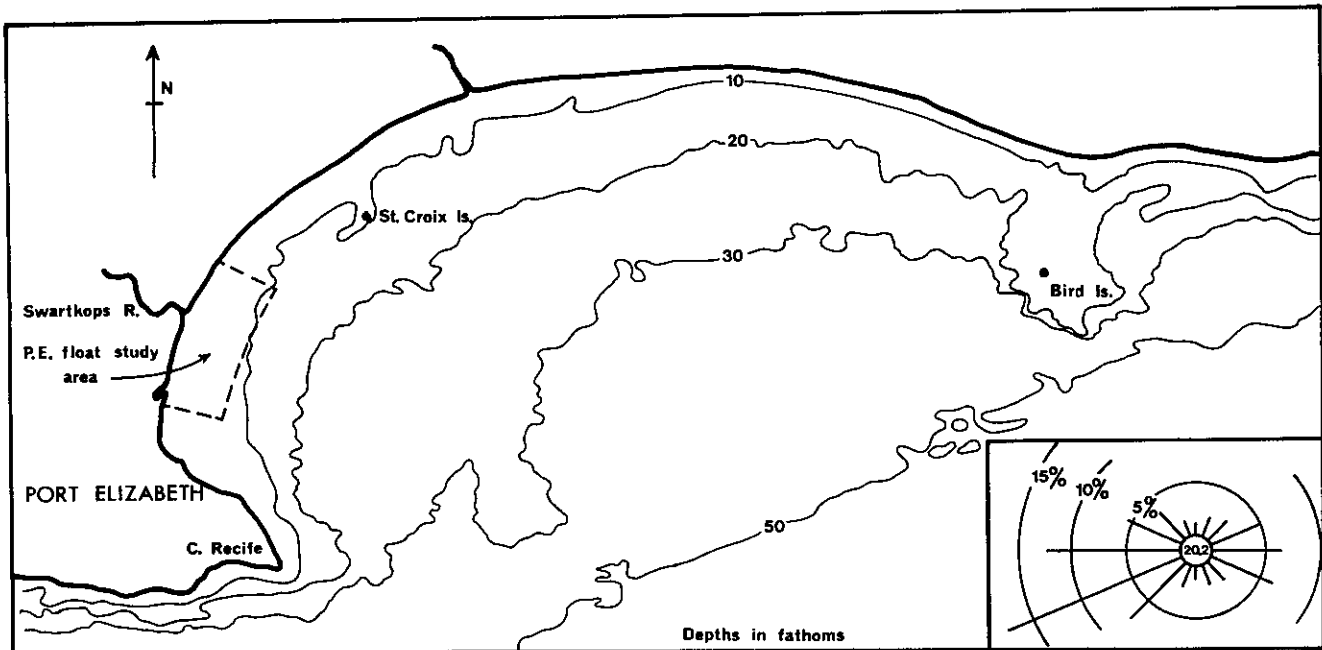 N
10
20
St. Croix Is.
30
Bird Is.
Swartkops R.
P.E. float study
area
15%
10%
5%
PORT ELIZABETH
20.2
50
C. Recife
Depths in fathoms